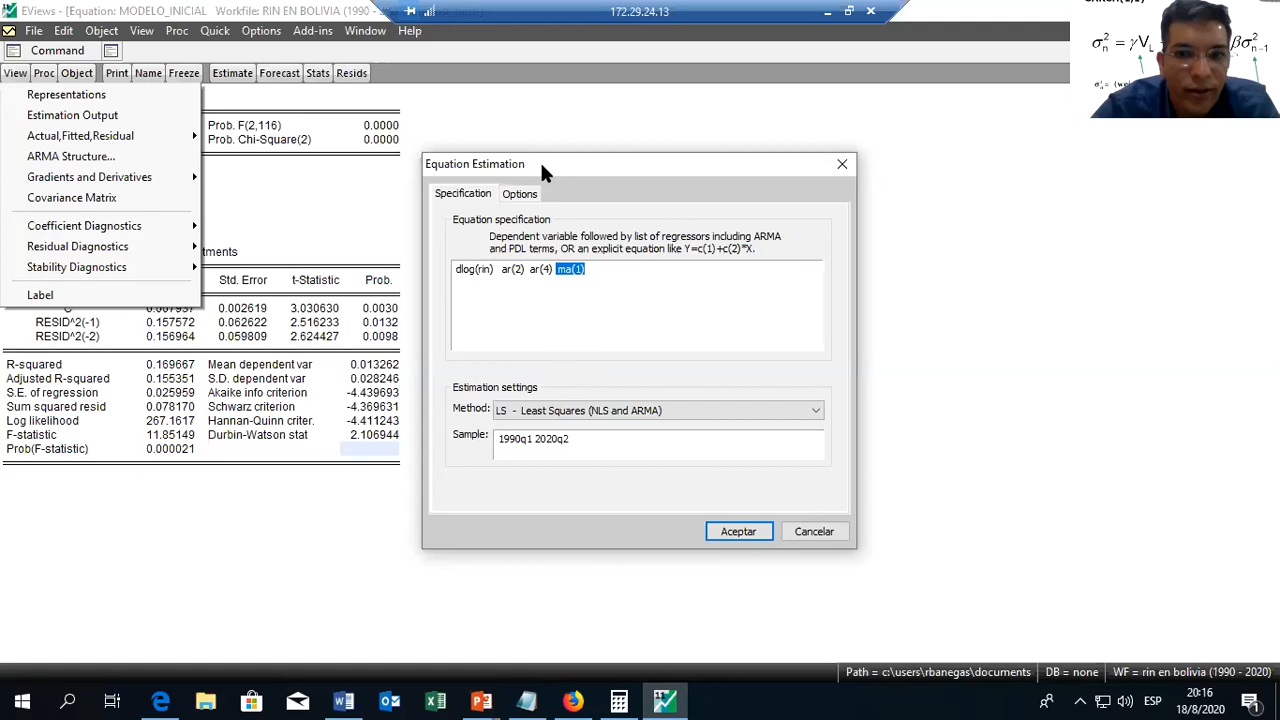 EViews - [Equation: MODELO_INICIAL Workfile: RIN EN BOLIVIA (1990 -
172.29.24.13
File Edit Object View Proc Quick Options Add-ins Window Help
Command
View Proc Object Print Name Freeze Estimate Forecast Stats Resids
Representations
Estimation Output
Actual,Fitted,Residual
ARMA Structure...
Gradients and Derivatives
Covariance Matrix
Coefficient Diagnostics
Residual Diagnostics
Stability Diagnostics
Label
Prob. F(2,116) 0.0000
Prob. Chi-Square(2) 0.0000
Std. Error t-Statistic Prob.
0.002619 3.030630 0.0030
RESID^2(-1) 0.157572 0.062622 2.516233 0.0132
RESID^2(-2) 0.156964 0.059809 2.624427 0.0098
R-squared 0.169667 Mean dependent var 0.013262
Adjusted R-squared 0.155351 S.D. dependent var 0.028246
S.E. of regression 0.025959 Akaike info criterion -4.439693
Sum squared resid 0.078170 Schwarz criterion -4.369631
Log likelihood 267.1617 Hannan-Quinn criter. -4.411243
F-statistic 11.85149 Durbin-Watson stat 2.106944
Prob(F-statistic) 0.000021
Equation Estimation
Specification Options
Equation specification
Dependent variable followed by list of regressors including ARMA
and PDL terms, OR an explicit equation like Y=c(1)+c(2)*X.
dlog(rin) ar(2) ar(4) ma(1)
Estimation settings
Method: LS - Least Squares (NLS and ARMA)
Sample: 1990q1 2020q2
Aceptar Cancelar
Path = c:\users\rbanegas\documents DB = none WF = rin en bolivia (1990 - 2020)
ESP
20:16
18/8/2020